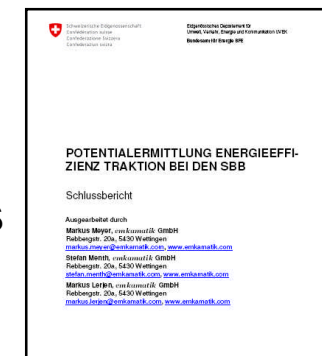 Schweizerische Eidgenossenschaft
Confédération suisse
Confederazione Svizzera
Confederaziun svizra
Eidgenössisches Departement für
Umwelt, Verkehr, Energie und Kommunikation UVEK
Bundesamt für Energie BFE
POTENTIALERMITTLUNG ENERGIEEFFI-
ZIENZ TRAKTION BEI DEN SBB
Schlussbericht
Ausgearbeitet durch
Markus Meyer, emkamatik GmbH
Rebbergstr. 20a, 5430 Wettingen
markus.meyer@emkamatik.com, www.emkamatik.com
Stefan Menth, emkamatik GmbH
Rebbergstr. 20a, 5430 Wettingen
stefan.menth@emkamatik.com, www.emkamatik.com
Markus Lerjen, emkamatik GmbH
Rebbergstr. 20a, 5430 Wettingen
markus.lerjen@emkamatik.com, www.emkamatik.com